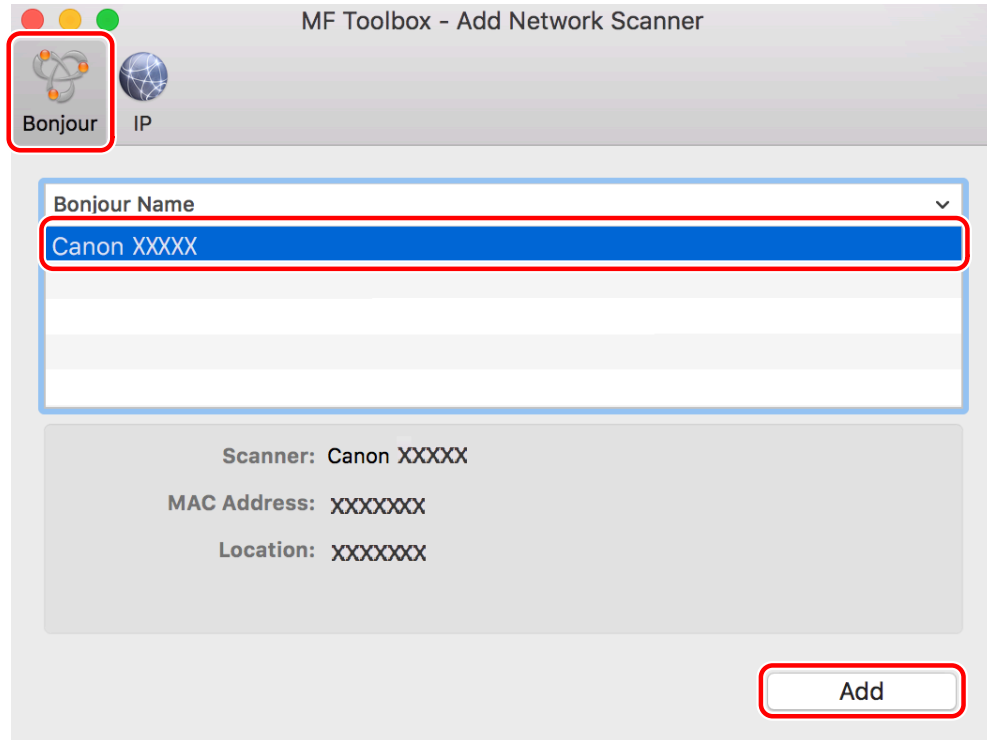 MF Toolbox - Add Network Scanner
Bonjour IP
Bonjour Name
Canon XXXXX
Scanner: Canon XXXXX
MAC Address: XXXXXXX
Location: XXXXXXX
Add